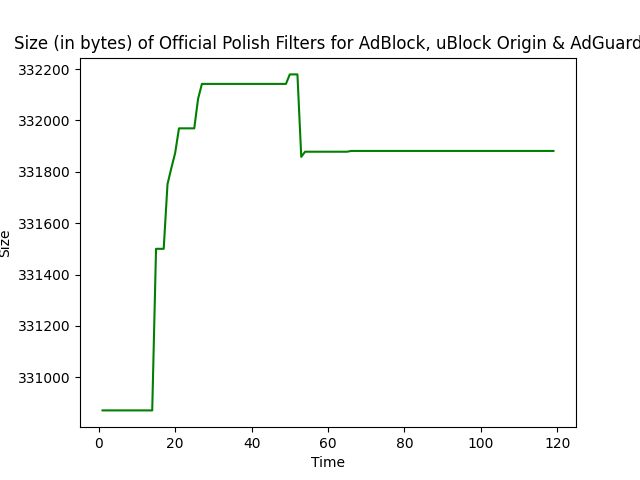 Size (in bytes) of Official Polish Filters for AdBlock, uBlock Origin & AdGuard
332200
332000
331800
331600
331400
331200
331000
Size
0 20 40 60 80 100 120
Time